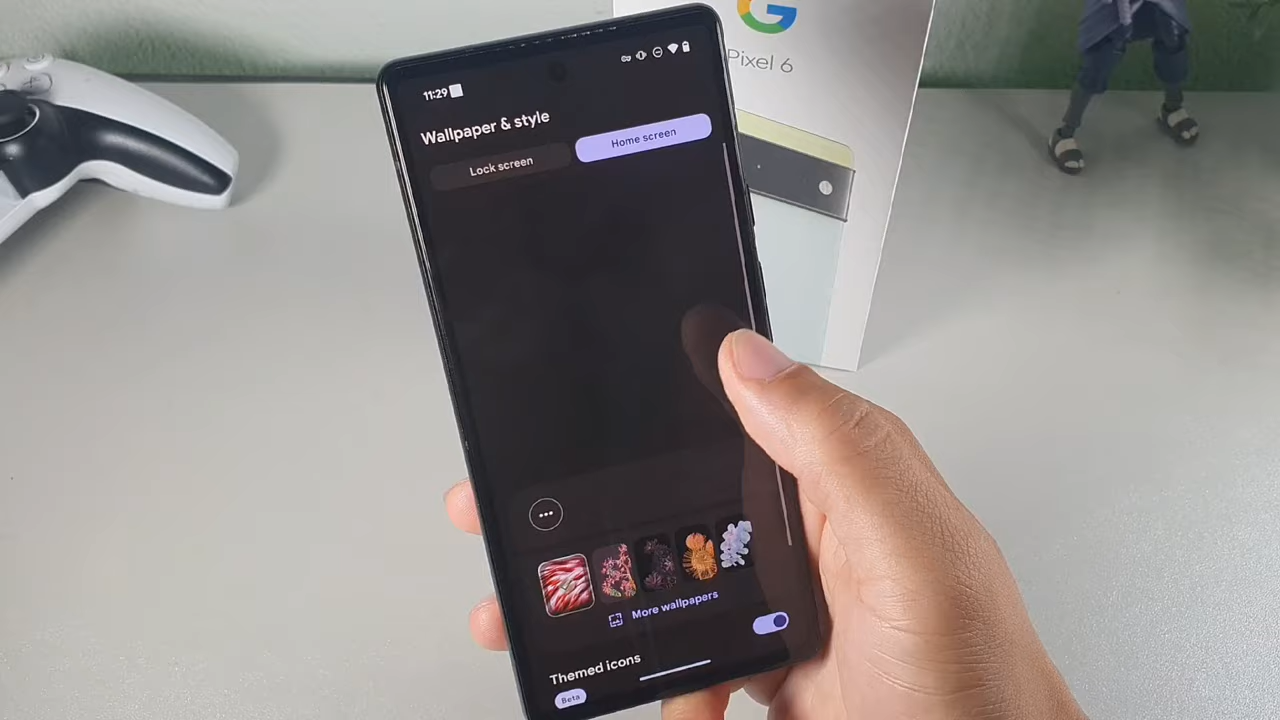 G
Pixel 6
11:29
Wallpaper & style
Lock screen
Home screen
More wallpapers
Themed icons
Beta